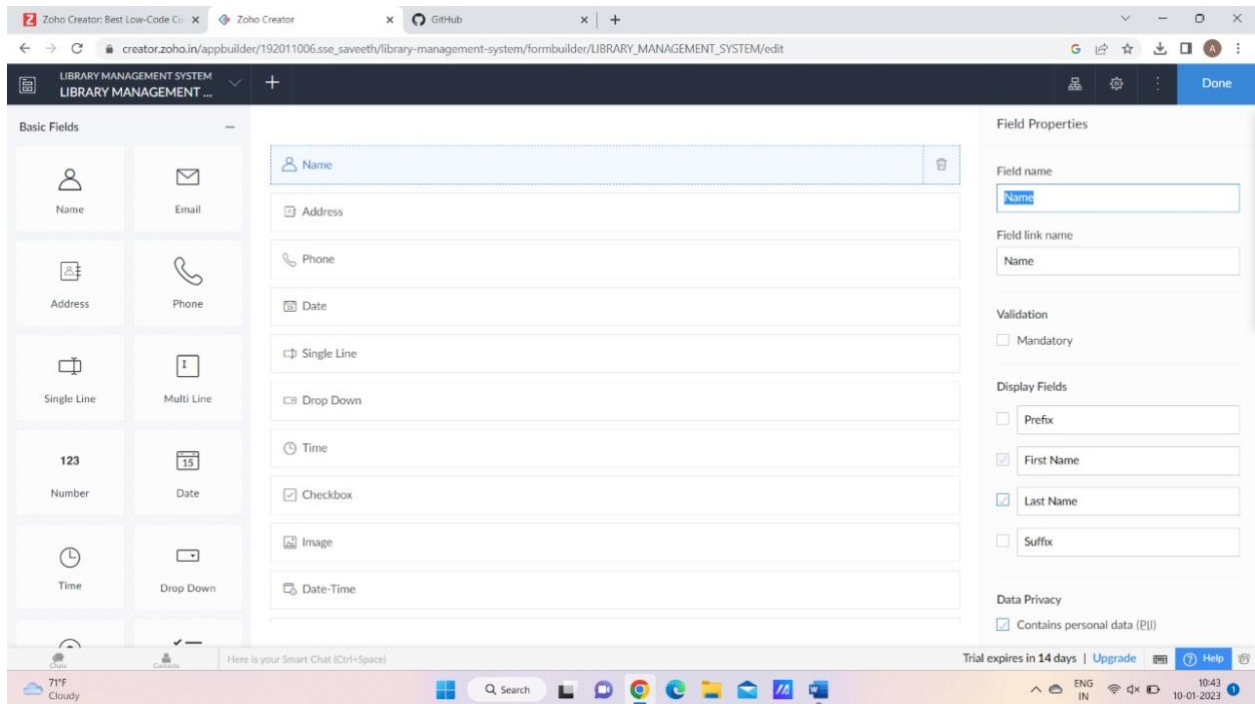 Zoho Creator: Best Low-Code Cu
Zoho Creator
GitHub
creator.zoho.in/appbuilder/192011006.sse_saveeth/library-management-system/formbuilder/LIBRARY_MANAGEMENT_SYSTEM/edit
G
A
LIBRARY MANAGEMENT SYSTEM
LIBRARY MANAGEMENT ...
Done
Basic Fields
Name
Email
Address
Phone
Single Line
Multi Line
123
Number
15
Date
Time
Drop Down
Name
Address
Phone
Date
Single Line
Drop Down
Time
Checkbox
Image
Date-Time
Field Properties
Field name
Name
Field link name
Name
Validation
Mandatory
Display Fields
Prefix
First Name
Last Name
Suffix
Data Privacy
Contains personal data (PII)
Chats
Contacts
Here is your Smart Chat (Ctrl+Space)
Trial expires in 14 days | Upgrade
Help
71°F
Cloudy
Search
ENG
IN
10:43
10-01-2023
1